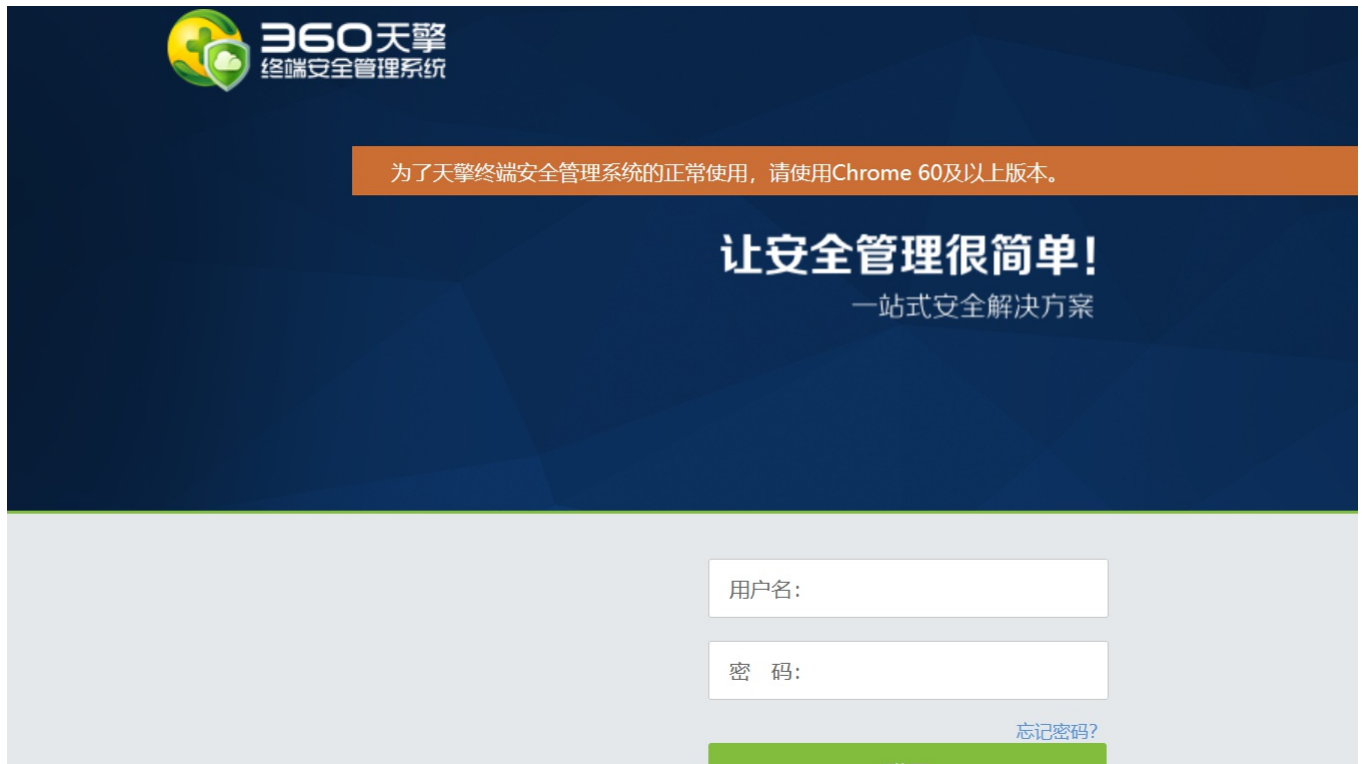 360天擎
终端安全管理系统
为了天擎终端安全管理系统的正常使用，请使用Chrome 60及以上版本。
让安全管理很简单！
一站式安全解决方案
用户名：
密 码：
忘记密码?